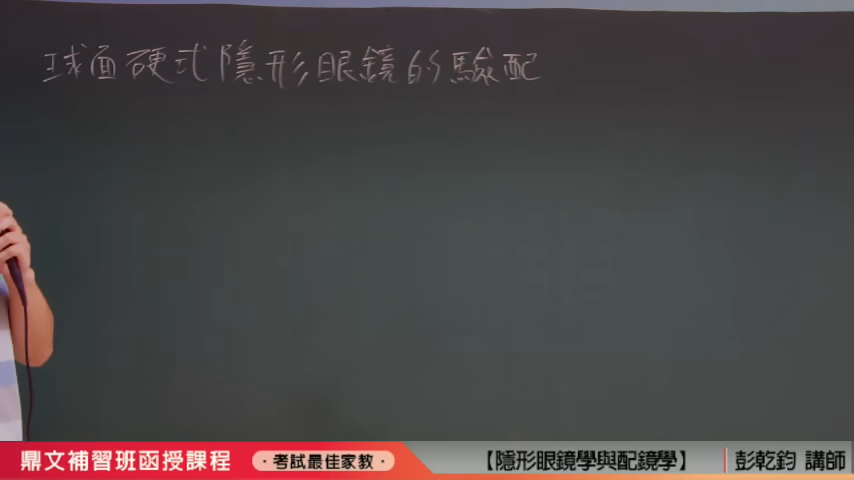 球面硬式隱形眼鏡的驗配
鼎文補習班函授課程
·考試最佳家教·
【隱形眼鏡學與配鏡學】
彭乾鈞 講師